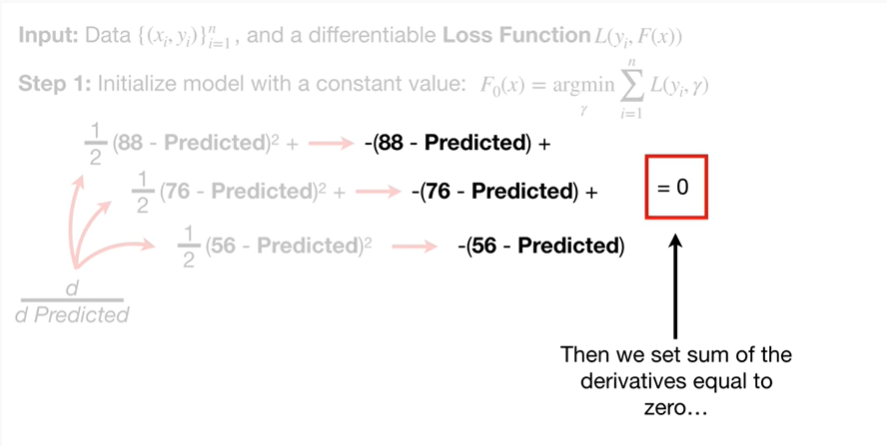 Input: Data {(xᵢ, yᵢ)}ⁿᵢ₌₁, and a differentiable Loss Function L(yᵢ, F(x))
Step 1: Initialize model with a constant value: F₀(x) = argmin γ ∑ⁿᵢ₌₁ L(yᵢ, γ)
1/2 (88 - Predicted)² + → -(88 - Predicted) +
1/2 (76 - Predicted)² + → -(76 - Predicted) + = 0
1/2 (56 - Predicted)² → -(56 - Predicted)
d
d Predicted
Then we set sum of the
derivatives equal to
zero…